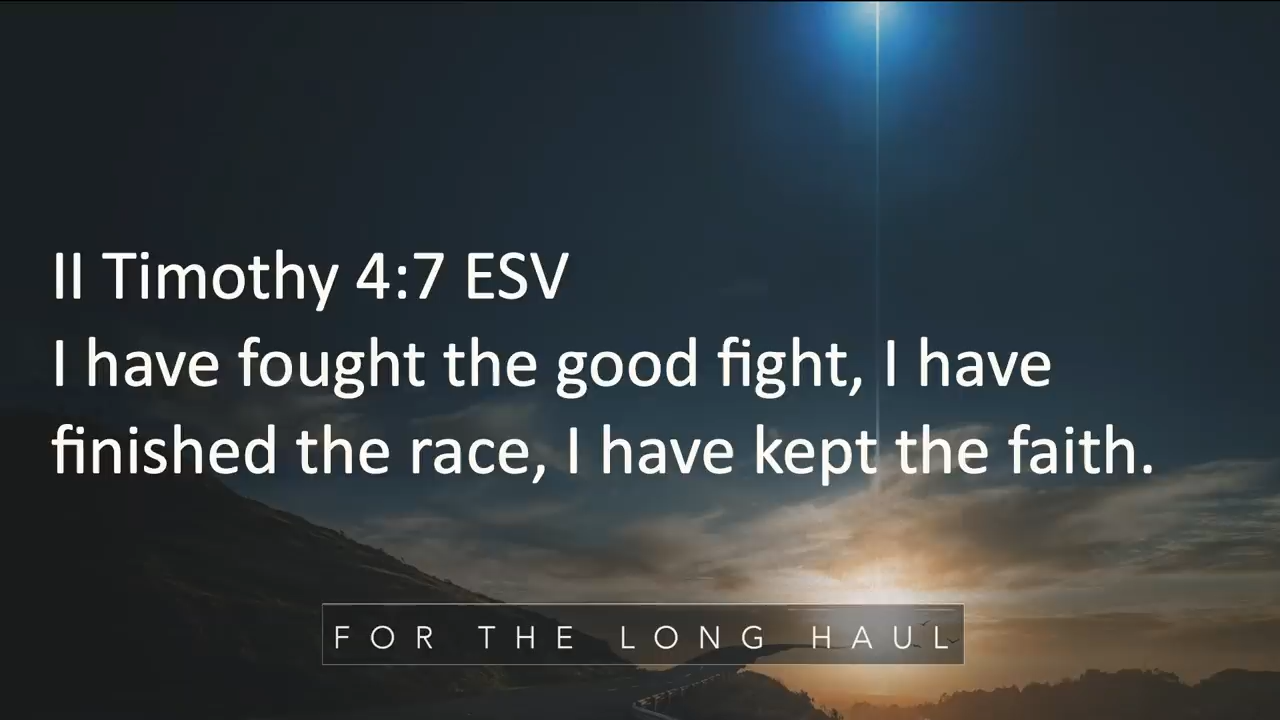 II Timothy 4:7 ESV
I have fought the good fight, I have
finished the race, I have kept the faith.
FOR THE LONG HAUL